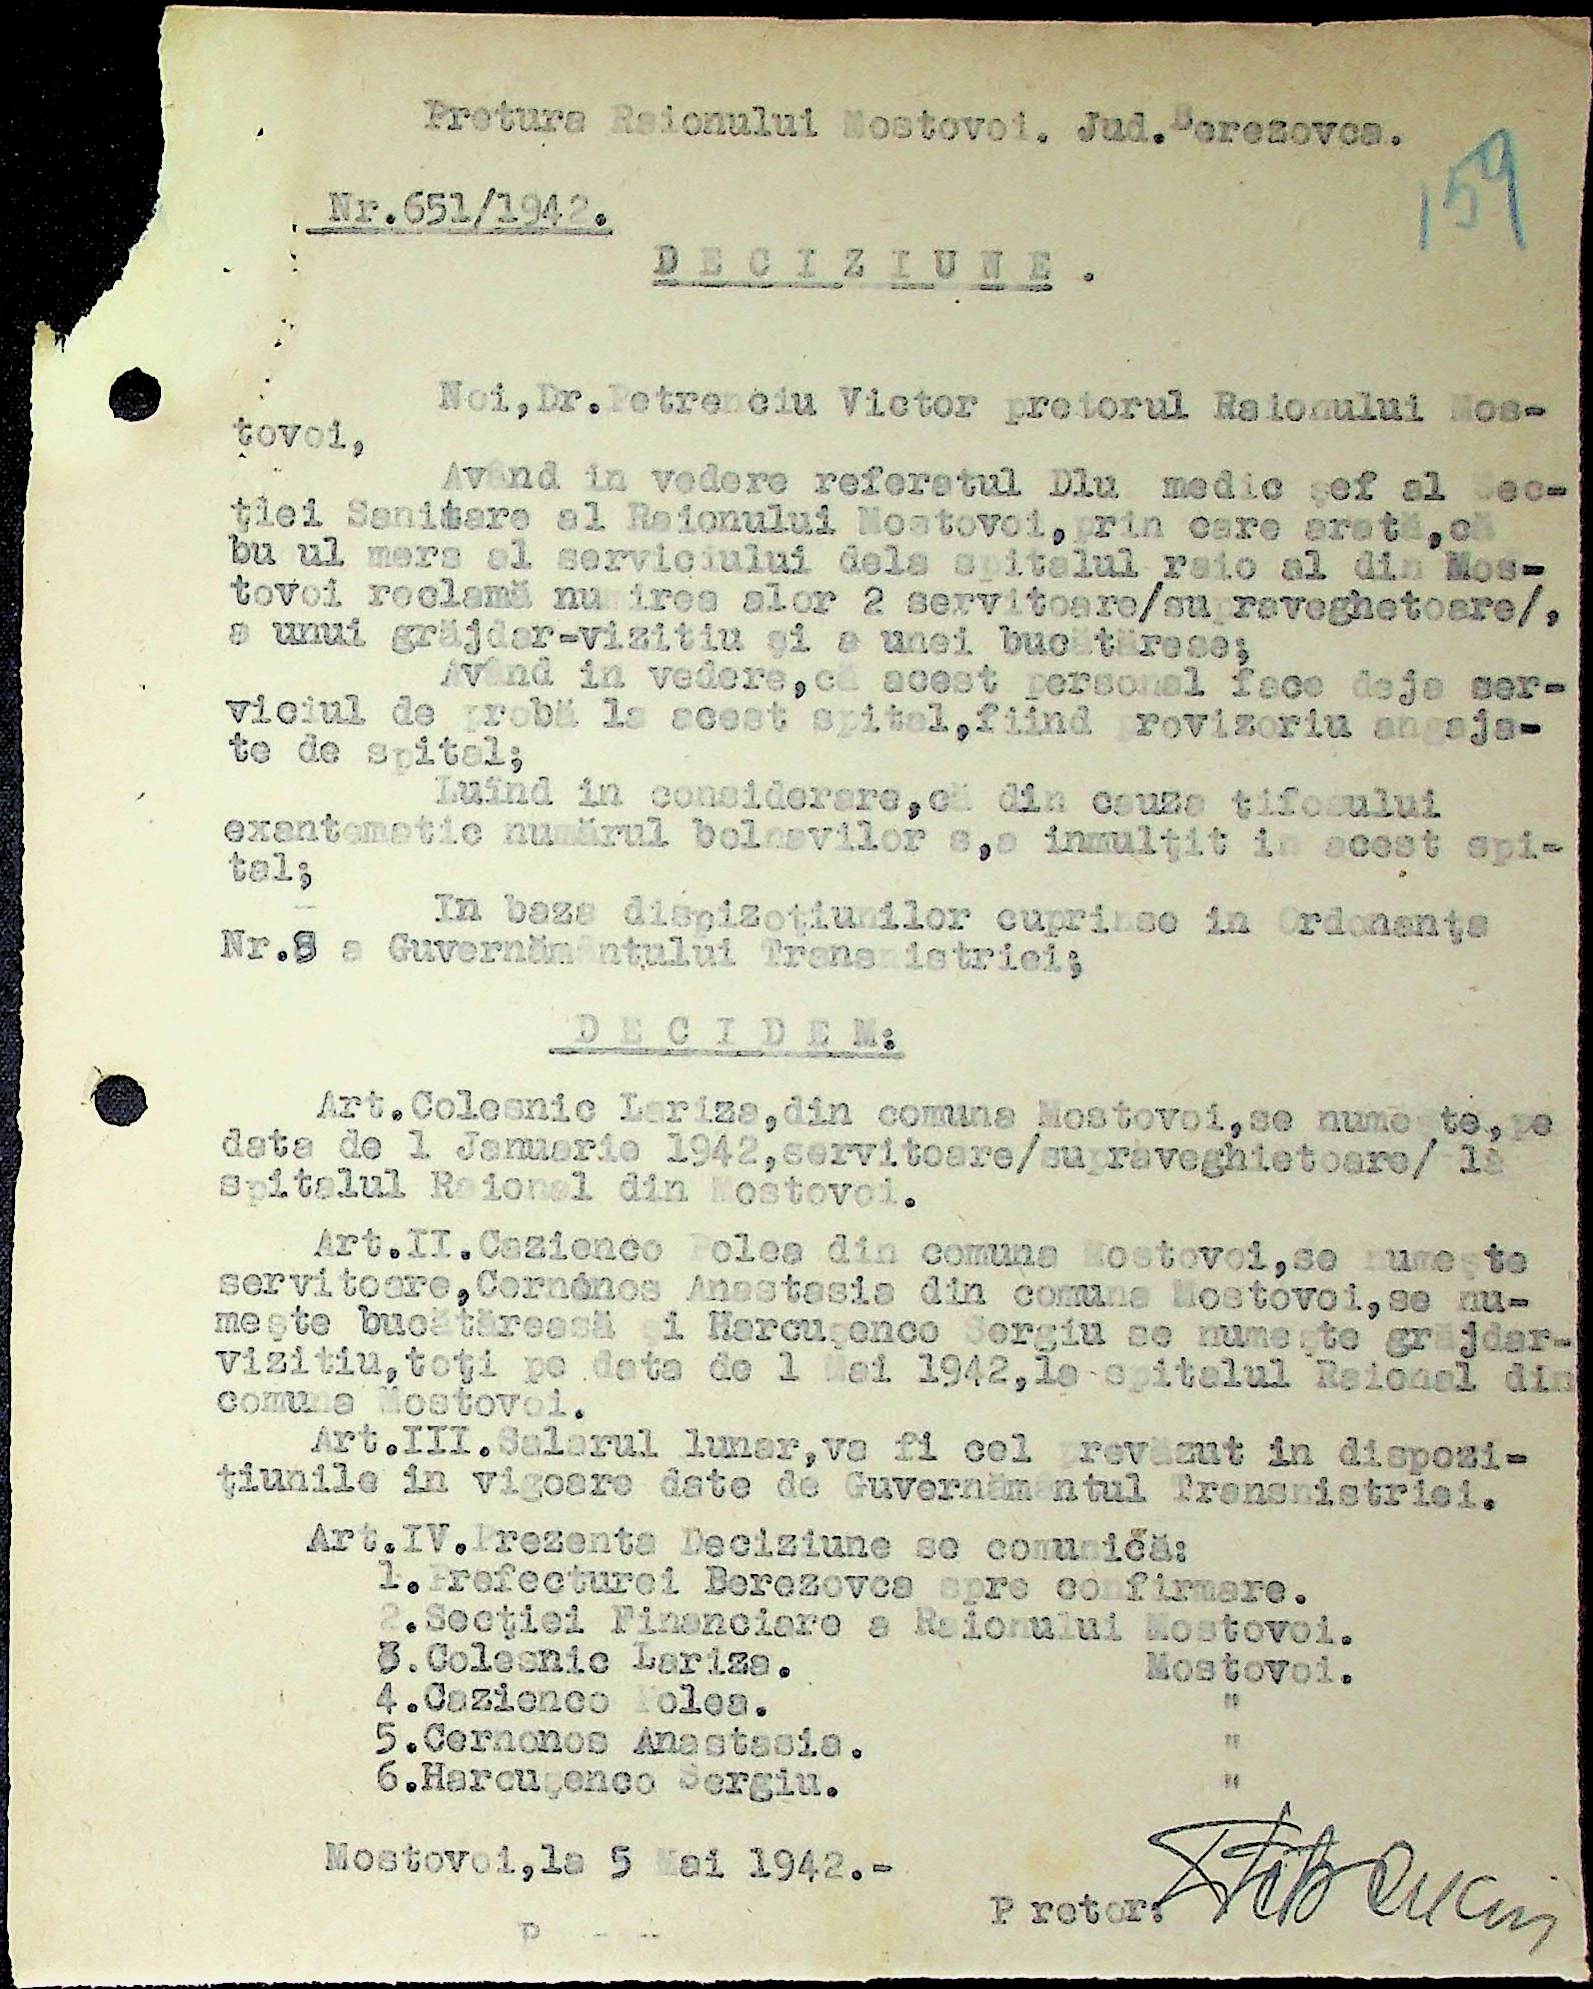 Pretura Raionului Mostovoi. Jud. Berezovca.
159
Nr.651/1942.
D E C I Z I U N E .
Noi,Dr.Petrenciu Victor pretorul Raionului Mos-
tovoi,
Având in vedere referatul Dlu medic şef al Sec-
ţiei Sanitare al Raionului Mostovoi,prin care arată,că
bu ul mers al serviciului dela spitalul raio al din Mos-
tovoi reclamă numirea alor 2 servitoare/supraveghetoare/,
a unui grăjdar-vizitiu şi a unei bucătărese;
Având in vedere,că acest personal face deja ser-
viciul de probă la acest spital,fiind provizoriu angaja-
te de spital;
Luînd in considerare,că din cauza ţifosului
exantematic numărul bolnavilor s,a inmulţit in acest spi-
tal;
In baza dispizoţiunilor cuprinse in Ordonanţa
Nr.8 a Guvernământului Transnistriei;
D E C I D E M:
Art.Colesnic Lariza,din comuna Mostovoi,se numeşte,pe
data de 1 Januarie 1942,servitoare/supraveghietoare/ la
spitalul Raional din Mostovoi.
Art.II.Cazienco Polea din comuna Mostovoi,se numeşte
servitoare,Cernonos Anastasia din comuna Mostovoi,se nu-
meşte bucătăreasă şi Harcuşenco Sergiu se numeşte grăjdar-
vizitiu,toţi pe data de 1 Mai 1942,la spitalul Raional din
comuna Mostovoi.
Art.III.Salarul lunar,va fi cel prevăzut in dispozi-
ţiunile in vigoare date de Guvernământul Transnistriei.
Art.IV.Prezenta Deciziune se comunică:
1.Prefecturei Berezovca spre confirmare.
2.Secţiei Financiare a Raionului Mostovoi.
3.Colesnic Lariza. Mostovoi.
4.Cazienco Polea. "
5.Cernonos Anastasia. "
6.Harcuşenco Sergiu. "
Mostovoi,la 5 Mai 1942.-
Pretor:
P